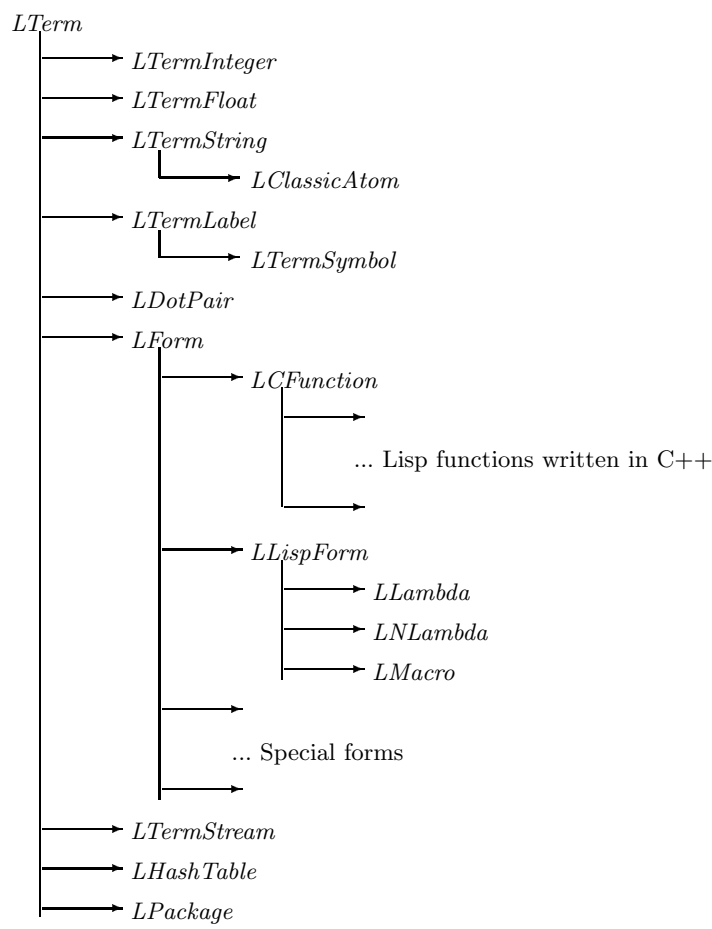 LTerm
LTermInteger
LTermFloat
LTermString
LClassicAtom
LTermLabel
LTermSymbol
LDotPair
LForm
LCFunction
... Lisp functions written in C++
LLispForm
LLambda
LNLambda
LMacro
... Special forms
LTermStream
LHashTable
LPackage